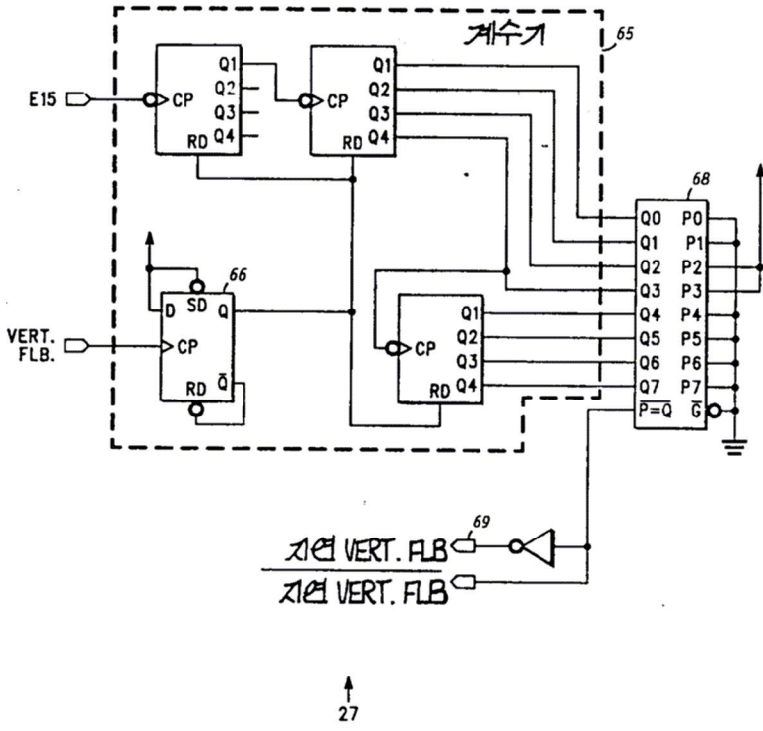 계수기
65
Q1
Q2
Q3
Q4
CP
RD
E15
Q1
Q2
Q3
Q4
CP
RD
68
Q0 P0
Q1 P1
Q2 P2
Q3 P3
Q4 P4
Q5 P5
Q6 P6
Q7 P7
P=Q G
66
D SD Q
CP
RD Q
VERT.
FLB.
Q1
Q2
Q3
Q4
CP
RD
69
지연 VERT. FLB
지연 VERT. FLB
27